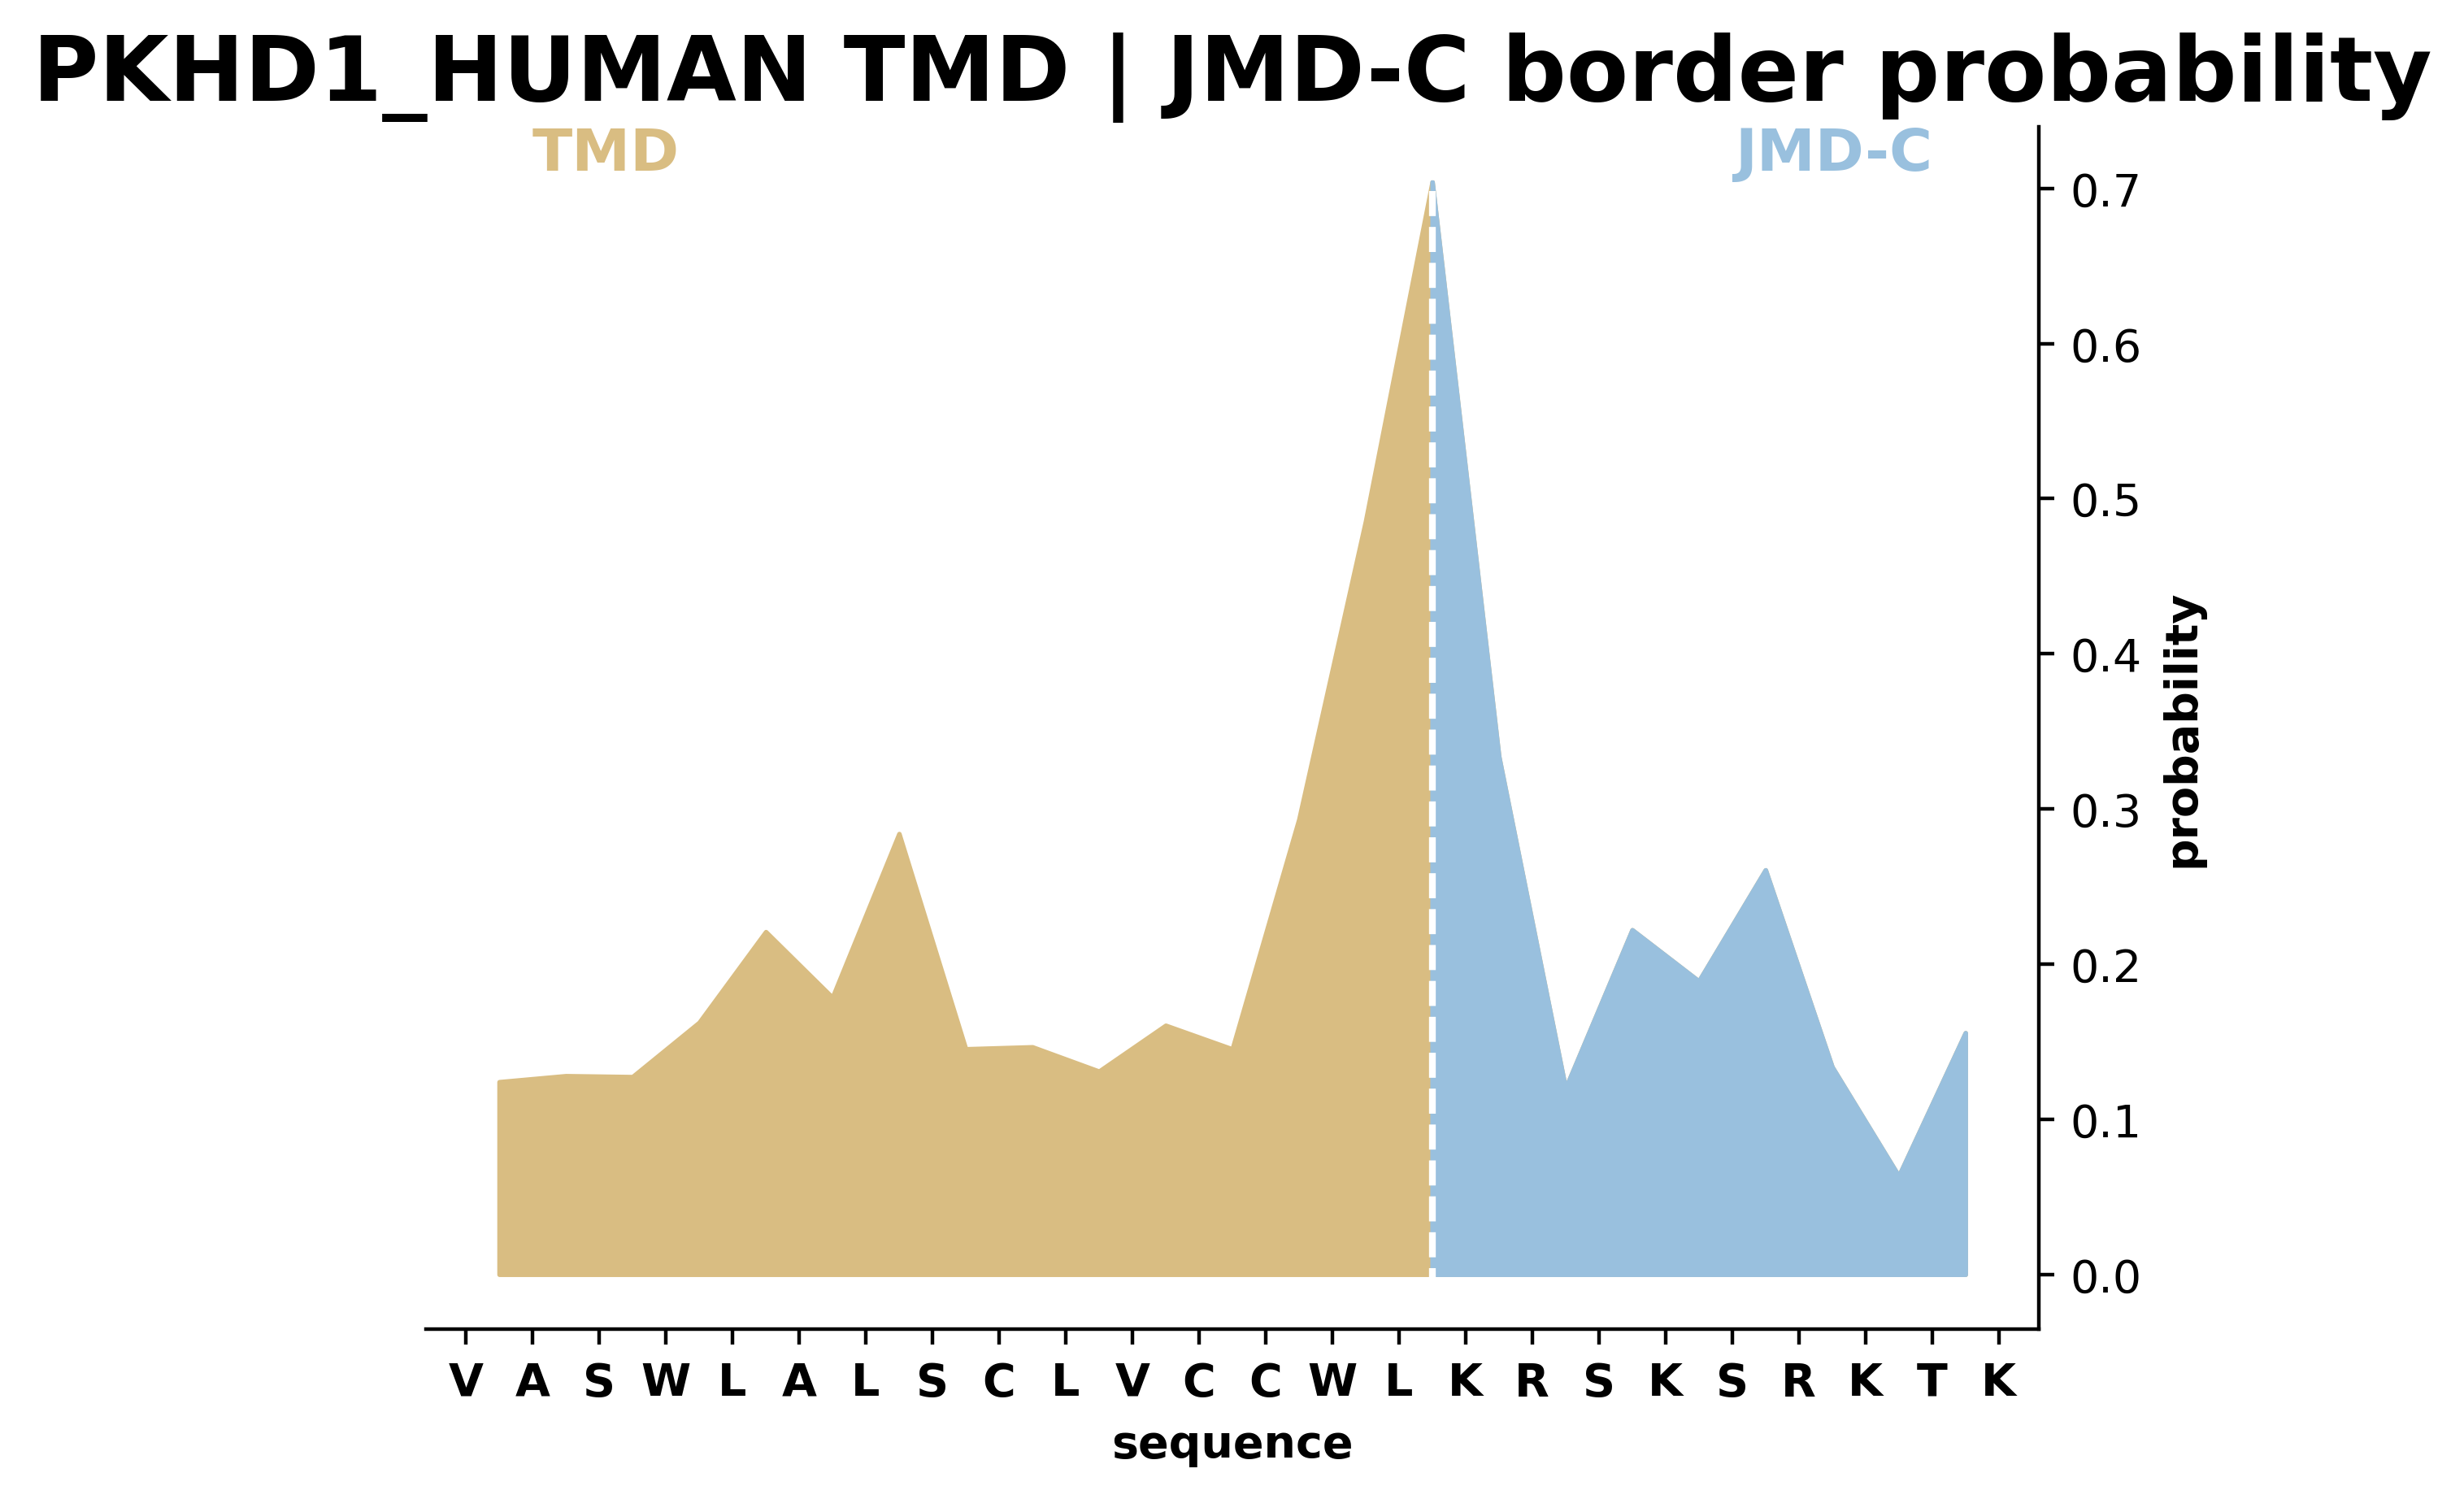 PKHD1_HUMAN TMD | JMD-C border probability
TMD JMD-C
0.7
0.6
0.5
0.4
0.3
0.2
0.1
0.0
probability
V A S W L A L S C L V C C W L K R S K S R K T K
sequence